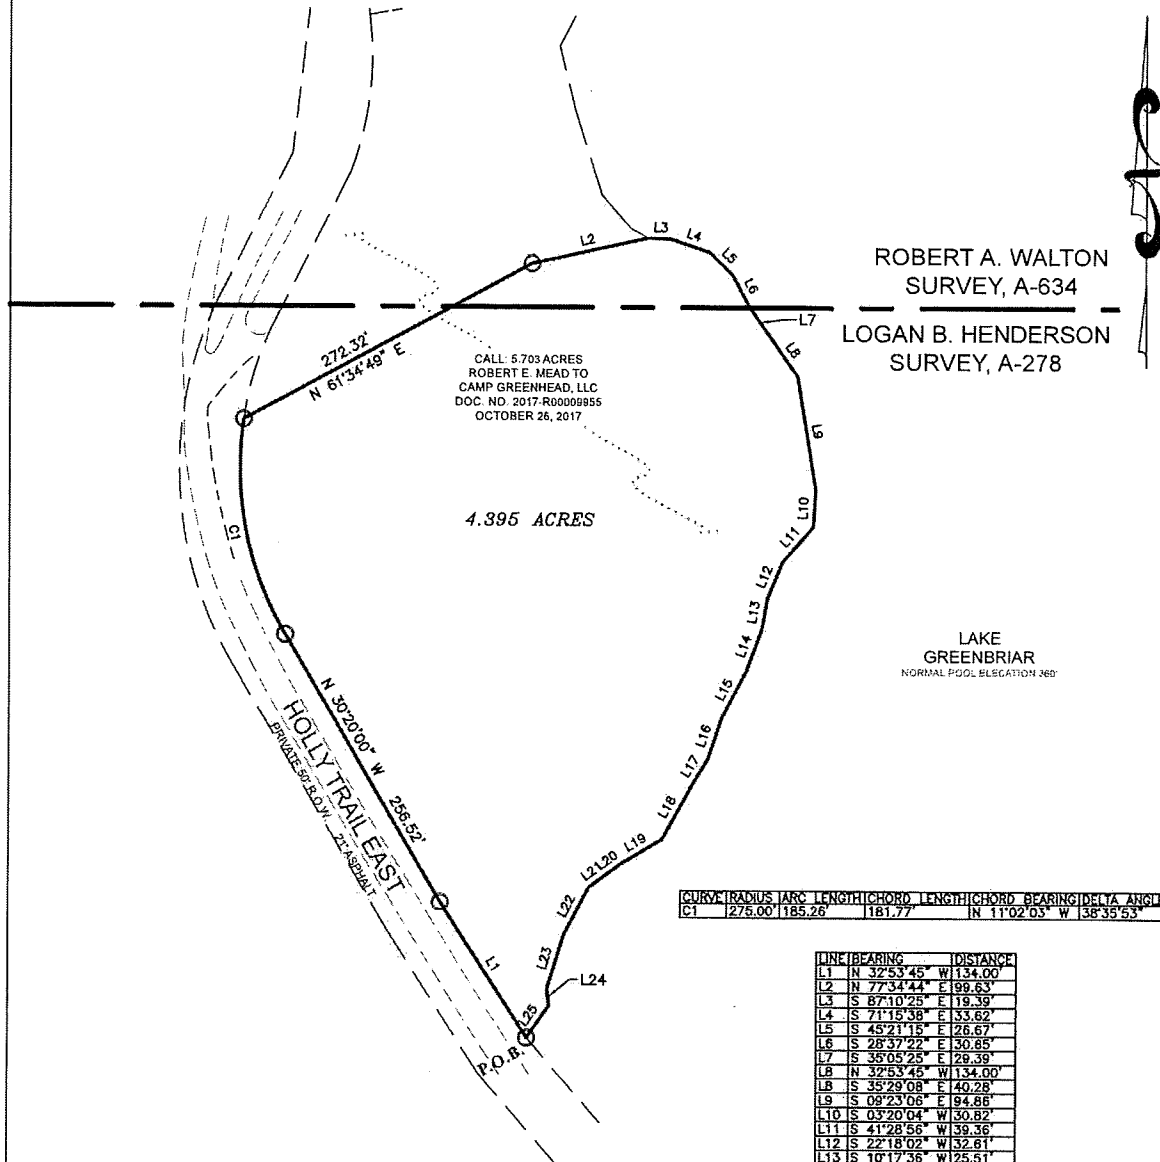 L2
L3
L4
L5
L6
L7
L8
L9
L10
L11
L12
L13
L14
L15
L16
L17
L18
L19
L20
L21
L22
L23
L24
L25
L1
P.O.B.
ROBERT A. WALTON
SURVEY, A-634
LOGAN B. HENDERSON
SURVEY, A-278
272.32'
N 61°34'49" E
CALL: 5.703 ACRES
ROBERT E. MEAD TO
CAMP GREENHEAD, LLC
DOC. NO. 2017-R00009955
OCTOBER 26, 2017
4.395 ACRES
C1
N 30°20'00" W
256.52'
HOLLY TRAIL EAST
PRIVATE 50' R.O.W. 21' ASPHALT
LAKE
GREENBRIAR
NORMAL POOL ELECATION 360'
CURVE RADIUS ARC LENGTH CHORD LENGTH CHORD BEARING DELTA ANGL
C1 275.00' 185.26' 181.77' N 11°02'03" W 38°35'53"
LINE BEARING DISTANCE
L1 N 32°53'45" W 134.00'
L2 N 77°34'44" E 99.63'
L3 S 87°10'25" E 19.39'
L4 S 71°15'38" E 33.62'
L5 S 45°21'15" E 26.67'
L6 S 28°37'22" E 30.85'
L7 S 35°05'25" E 29.39'
L8 N 32°53'45" W 134.00'
L8 S 35°29'08" E 40.28'
L9 S 09°23'06" E 94.86'
L10 S 03°20'04" W 30.82'
L11 S 41°28'56" W 39.36'
L12 S 22°18'02" W 32.61'
L13 S 10°17'36" W 25.51'